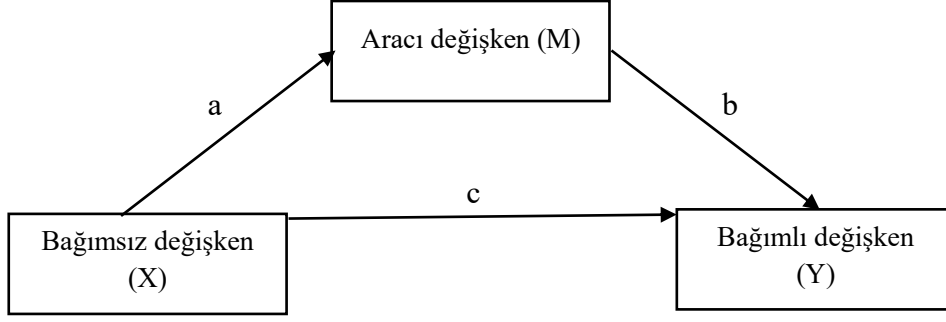 Aracı değişken (M)
a
b
c
Bağımsız değişken
(X)
Bağımlı değişken
(Y)